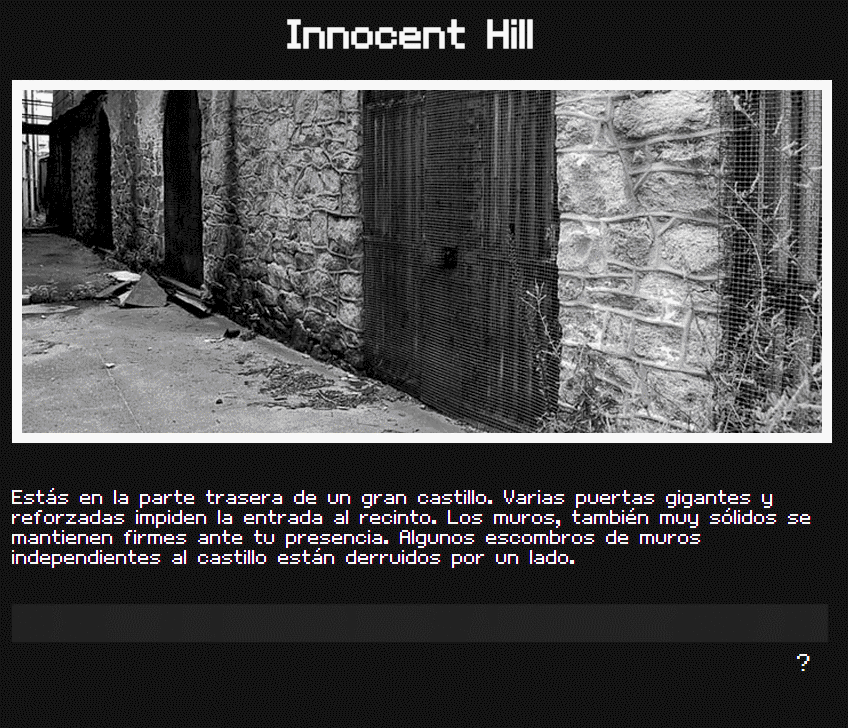 Innocent Hill
Estás en la parte trasera de un gran castillo. Varias puertas gigantes y
reforzadas impiden la entrada al recinto. Los muros, también muy sólidos se
mantienen firmes ante tu presencia. Algunos escombros de muros
independientes al castillo están derruidos por un lado.
?